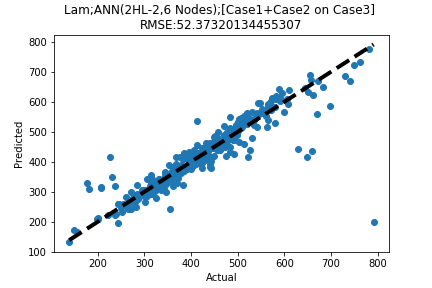 Lam;ANN(2HL-2,6 Nodes);[Case1+Case2 on Case3]
RMSE:52.37320134455307
800
700
600
500
400
300
200
100
Predicted
200 300 400 500 600 700 800
Actual